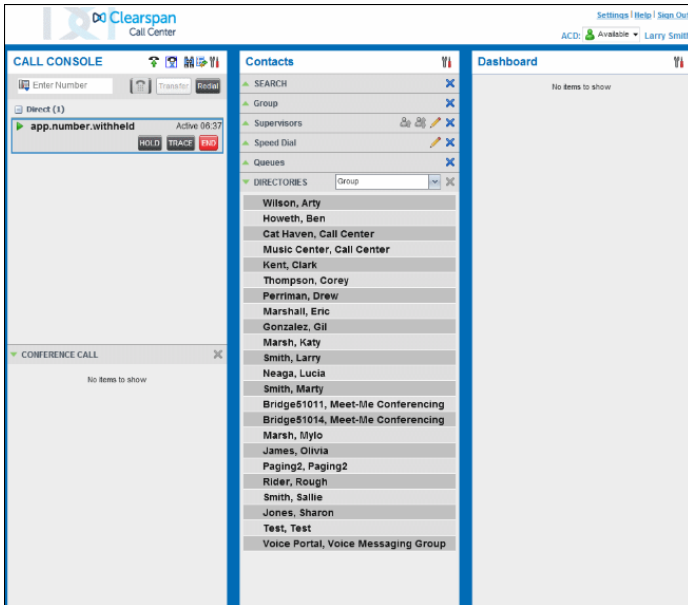 Clearspan
Call Center
Settings | Help | Sign Out
ACD: Available Larry Smith
CALL CONSOLE
Enter Number Transfer Redial
Direct (1)
app.number.withheld Active 06:37
HOLD TRACE END
CONFERENCE CALL
No items to show
Contacts
SEARCH
Group
Supervisors
Speed Dial
Queues
DIRECTORIES Group
Wilson, Arty
Howeth, Ben
Cat Haven, Call Center
Music Center, Call Center
Kent, Clark
Thompson, Corey
Perriman, Drew
Marshall, Eric
Gonzalez, Gil
Marsh, Katy
Smith, Larry
Neaga, Lucia
Smith, Marty
Bridge51011, Meet-Me Conferencing
Bridge51014, Meet-Me Conferencing
Marsh, Mylo
James, Olivia
Paging2, Paging2
Rider, Rough
Smith, Sallie
Jones, Sharon
Test, Test
Voice Portal, Voice Messaging Group
Dashboard
No items to show